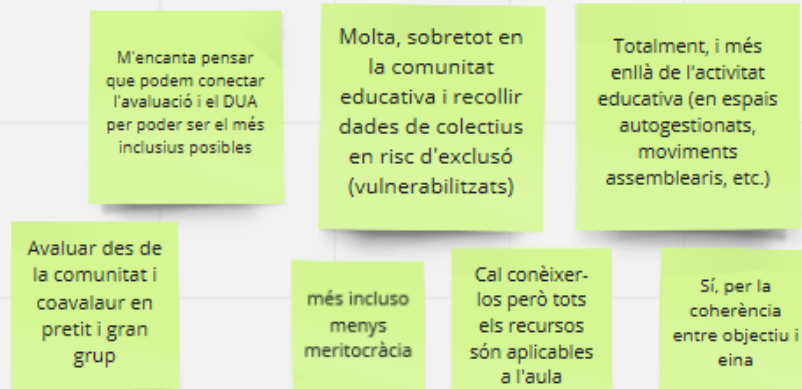 M'encanta pensar
que podem conectar
l'avaluació i el DUA
per poder ser el més
inclusius posibles
Molta, sobretot en
la comunitat
educativa i recollir
dades de colectius
en risc d'exclusó
(vulnerabilitzats)
Totalment, i més
enllà de l'activitat
educativa (en espais
autogestionats,
moviments
assemblearis, etc.)
Avaluar des de
la comunitat i
coavalaur en
pretit i gran
grup
més incluso
menys
meritocràcia
Cal conèixer-
los però tots
els recursos
són aplicables
a l'aula
Sí, per la
coherència
entre objectiu i
eina